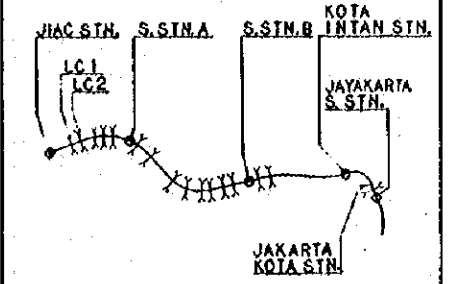 JIAC STN.
S.STN.A
S.STN.B
KOTA
INTAN STN.
LC1
LC2
JAYAKARTA
S. STN.
JAKARTA
KOTA STN.